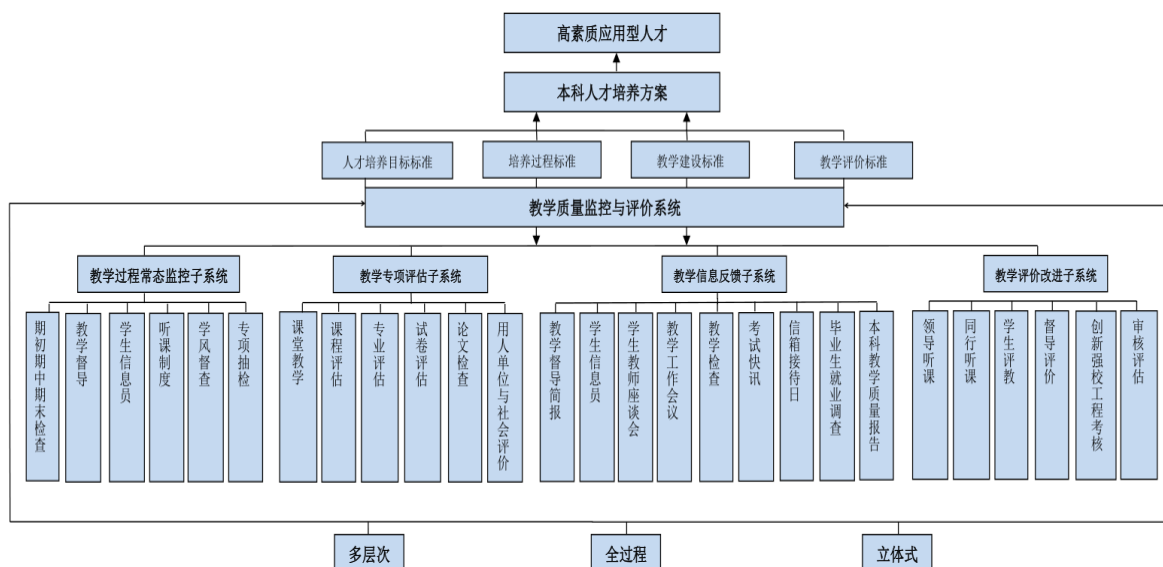 高素质应用型人才
本科人才培养方案
人才培养目标标准
培养过程标准
教学建设标准
教学评价标准
教学质量监控与评价系统
教学过程常态监控子系统
教学专项评估子系统
教学信息反馈子系统
教学评价改进子系统
期初期中期末检查
教学督导
学生信息员
听课制度
学风督查
专项抽检
课堂教学
课程评估
专业评估
试卷评估
论文检查
用人单位与社会评价
教学督导简报
学生信息员
学生教师座谈会
教学工作会议
教学检查
考试快讯
信箱接待日
毕业生就业调查
本科教学质量报告
领导听课
同行听课
学生评教
督导评价
创新强校工程考核
审核评估
多层次
全过程
立体式